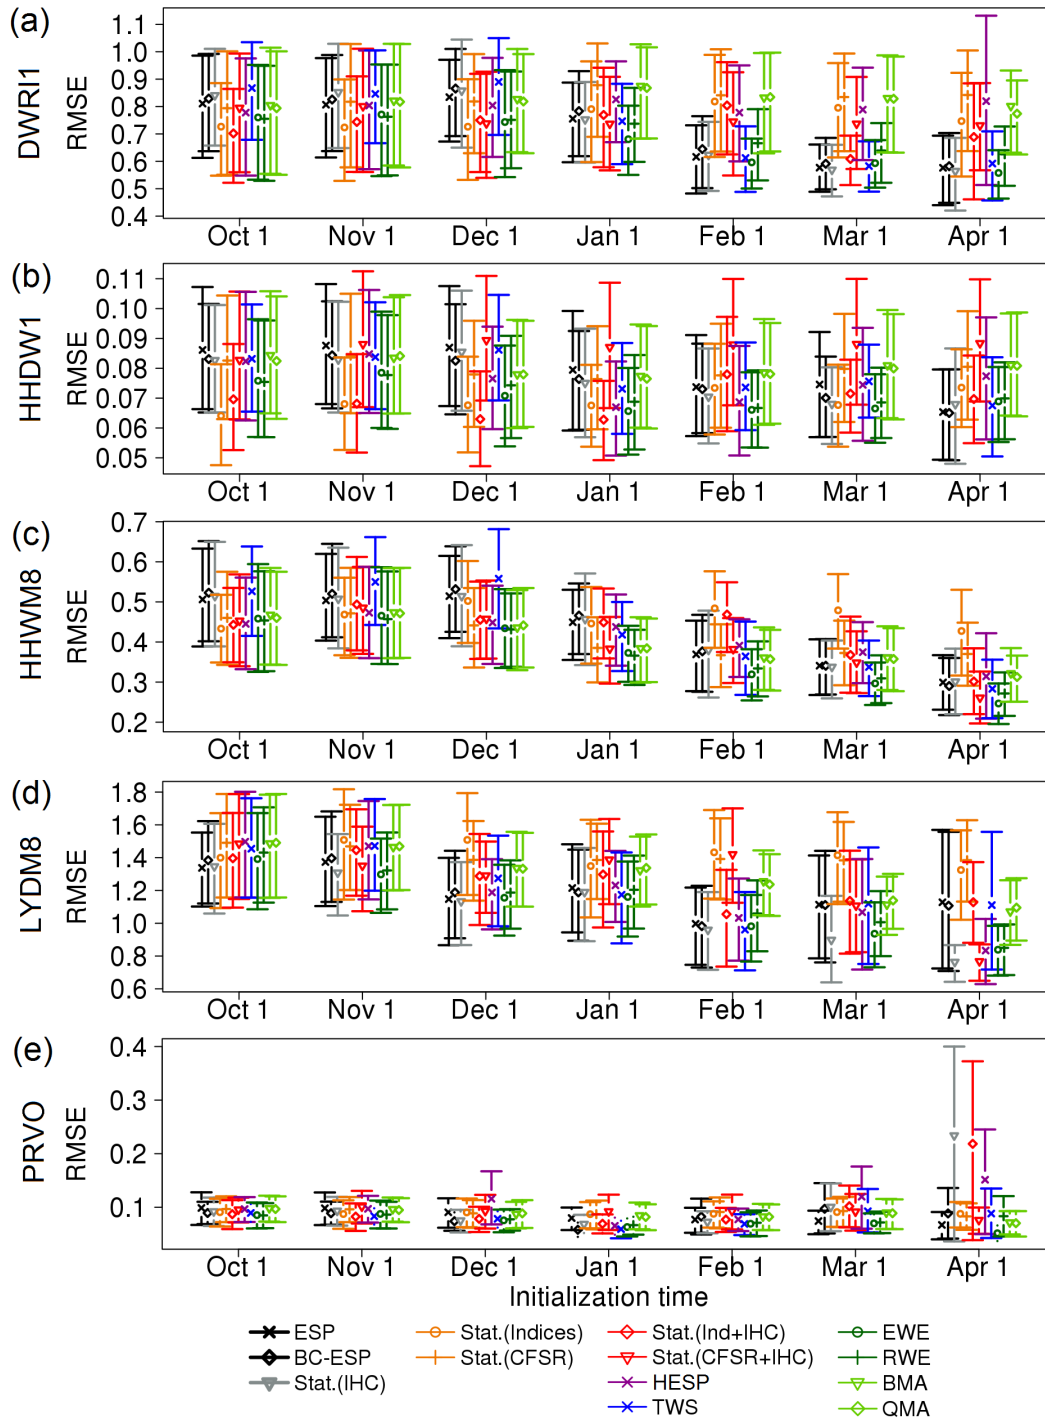 (a)
DWRI1
RMSE
1.1
1.0
0.9
0.8
0.7
0.6
0.5
0.4
Oct 1 Nov 1 Dec 1 Jan 1 Feb 1 Mar 1 Apr 1
(b)
HHDW1
RMSE
0.11
0.10
0.09
0.08
0.07
0.06
0.05
Oct 1 Nov 1 Dec 1 Jan 1 Feb 1 Mar 1 Apr 1
(c)
HHWM8
RMSE
0.7
0.6
0.5
0.4
0.3
0.2
Oct 1 Nov 1 Dec 1 Jan 1 Feb 1 Mar 1 Apr 1
(d)
LYDM8
RMSE
1.8
1.6
1.4
1.2
1.0
0.8
0.6
Oct 1 Nov 1 Dec 1 Jan 1 Feb 1 Mar 1 Apr 1
(e)
PRVO
RMSE
0.4
0.3
0.2
0.1
Oct 1 Nov 1 Dec 1 Jan 1 Feb 1 Mar 1 Apr 1
Initialization time
ESP
BC-ESP
Stat.(IHC)
Stat.(Indices)
Stat.(CFSR)
Stat.(Ind+IHC)
Stat.(CFSR+IHC)
HESP
TWS
EWE
RWE
BMA
QMA